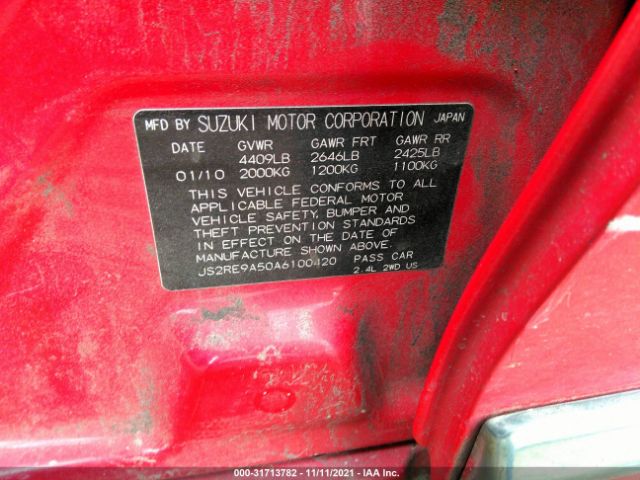 MFD BY SUZUKI MOTOR CORPORATION JAPAN
DATE GVWR GAWR FRT GAWR RR
4409LB 2646LB 2425LB
01/10 2000KG 1200KG 1100KG
THIS VEHICLE CONFORMS TO ALL
APPLICABLE FEDERAL MOTOR
VEHICLE SAFETY, BUMPER AND
THEFT PREVENTION STANDARDS
IN EFFECT ON THE DATE OF
MANUFACTURE SHOWN ABOVE.
JS2RE9A50A6100420 PASS CAR
2.4L 2WD US
000-31713782 - 11/11/2021 - IAA Inc.